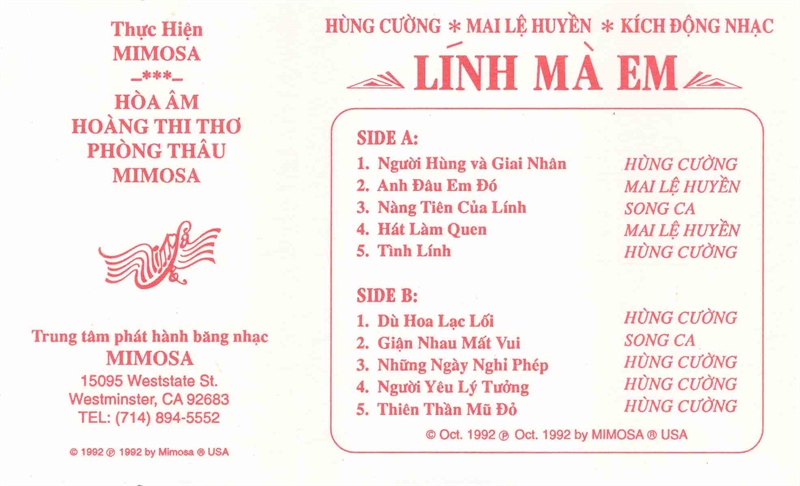 Thực Hiện
MIMOSA
–***–
HÒA ÂM
HOÀNG THI THƠ
PHÒNG THÂU
MIMOSA
Trung tâm phát hành băng nhạc
MIMOSA
15095 Weststate St.
Westminster, CA 92683
TEL: (714) 894-5552
© 1992 ℗ 1992 by Mimosa ® USA
HÙNG CƯỜNG * MAI LỆ HUYỀN * KÍCH ĐỘNG NHẠC
LÍNH MÀ EM
SIDE A:
1. Người Hùng và Giai Nhân HÙNG CƯỜNG
2. Anh Đâu Em Đó MAI LỆ HUYỀN
3. Nàng Tiên Của Lính SONG CA
4. Hát Làm Quen MAI LỆ HUYỀN
5. Tình Lính HÙNG CƯỜNG
SIDE B:
1. Dù Hoa Lạc Lối HÙNG CƯỜNG
2. Giận Nhau Mất Vui SONG CA
3. Những Ngày Nghỉ Phép HÙNG CƯỜNG
4. Người Yêu Lý Tưởng HÙNG CƯỜNG
5. Thiên Thần Mũ Đỏ HÙNG CƯỜNG
© Oct. 1992 ℗ Oct. 1992 by MIMOSA ® USA